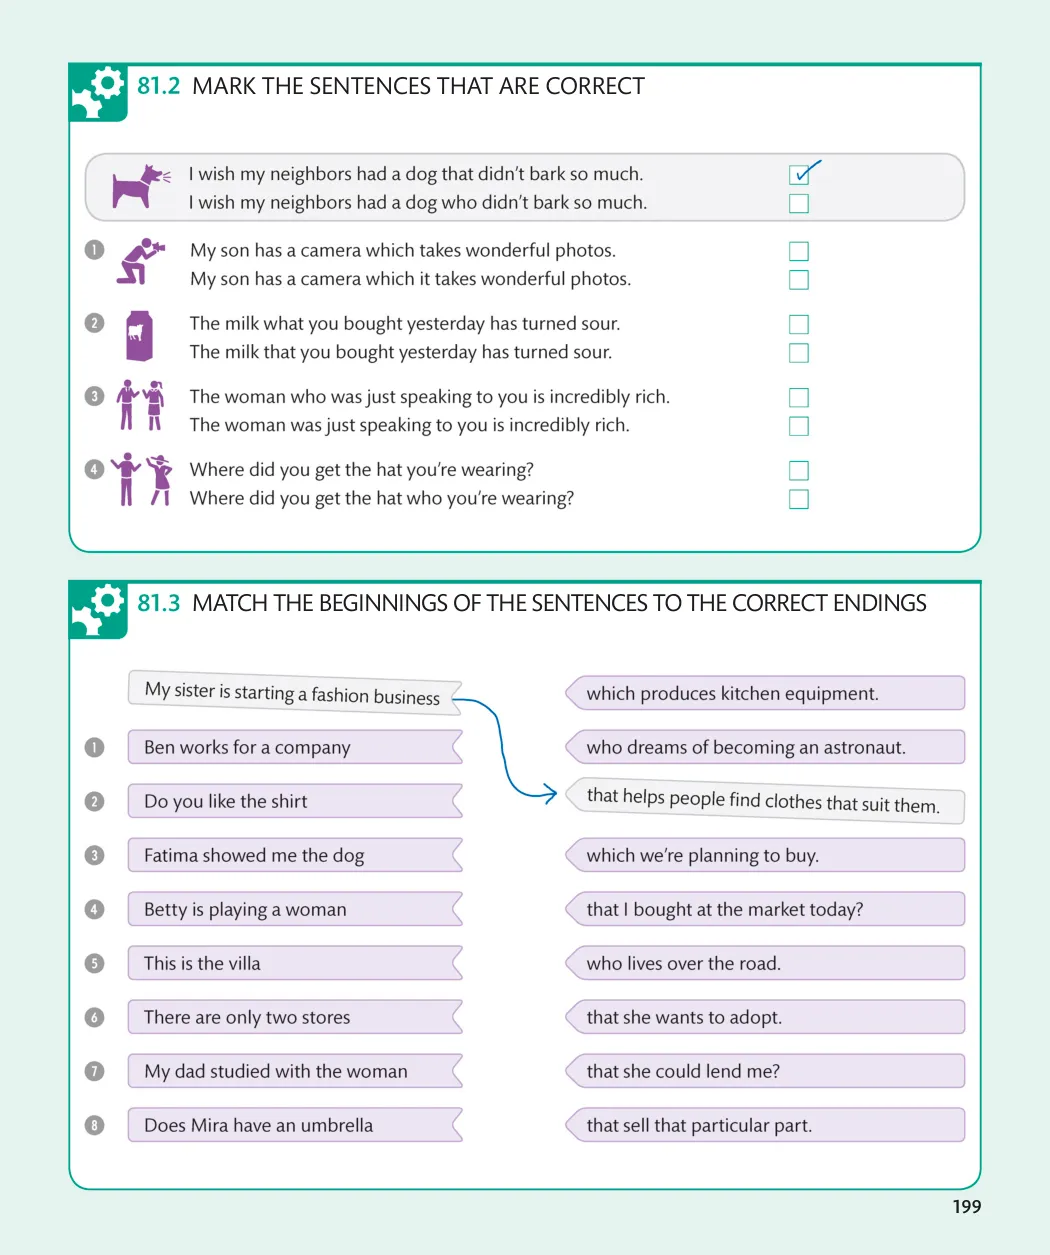 81.2 MARK THE SENTENCES THAT ARE CORRECT
I wish my neighbors had a dog that didn't bark so much.
I wish my neighbors had a dog who didn't bark so much.
1 My son has a camera which takes wonderful photos.
My son has a camera which it takes wonderful photos.
2 The milk what you bought yesterday has turned sour.
The milk that you bought yesterday has turned sour.
3 The woman who was just speaking to you is incredibly rich.
The woman was just speaking to you is incredibly rich.
4 Where did you get the hat you're wearing?
Where did you get the hat who you're wearing?
81.3 MATCH THE BEGINNINGS OF THE SENTENCES TO THE CORRECT ENDINGS
My sister is starting a fashion business
which produces kitchen equipment.
1 Ben works for a company
who dreams of becoming an astronaut.
2 Do you like the shirt
that helps people find clothes that suit them.
3 Fatima showed me the dog
which we're planning to buy.
4 Betty is playing a woman
that I bought at the market today?
5 This is the villa
who lives over the road.
6 There are only two stores
that she wants to adopt.
7 My dad studied with the woman
that she could lend me?
8 Does Mira have an umbrella
that sell that particular part.
199